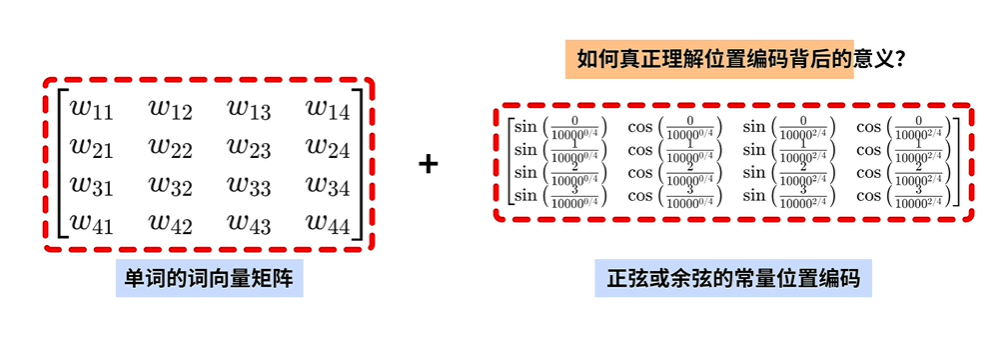 如何真正理解位置编码背后的意义?
w₁₁ w₁₂ w₁₃ w₁₄
w₂₁ w₂₂ w₂₃ w₂₄
w₃₁ w₃₂ w₃₃ w₃₄
w₄₁ w₄₂ w₄₃ w₄₄
+
sin(0/10000^{0/4}) cos(0/10000^{0/4}) sin(0/10000^{2/4}) cos(0/10000^{2/4})
sin(1/10000^{0/4}) cos(1/10000^{0/4}) sin(1/10000^{2/4}) cos(1/10000^{2/4})
sin(2/10000^{0/4}) cos(2/10000^{0/4}) sin(2/10000^{2/4}) cos(2/10000^{2/4})
sin(3/10000^{0/4}) cos(3/10000^{0/4}) sin(3/10000^{2/4}) cos(3/10000^{2/4})
单词的词向量矩阵
正弦或余弦的常量位置编码